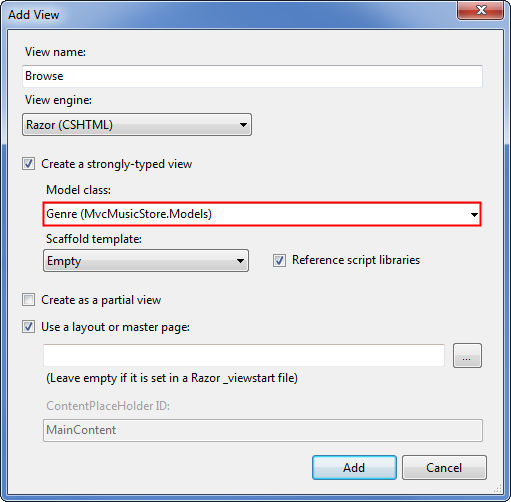 Add View
View name:
Browse
View engine:
Razor (CSHTML)
Create a strongly-typed view
Model class:
Genre (MvcMusicStore.Models)
Scaffold template:
Empty
Reference script libraries
Create as a partial view
Use a layout or master page:
...
(Leave empty if it is set in a Razor _viewstart file)
ContentPlaceHolder ID:
MainContent
Add Cancel